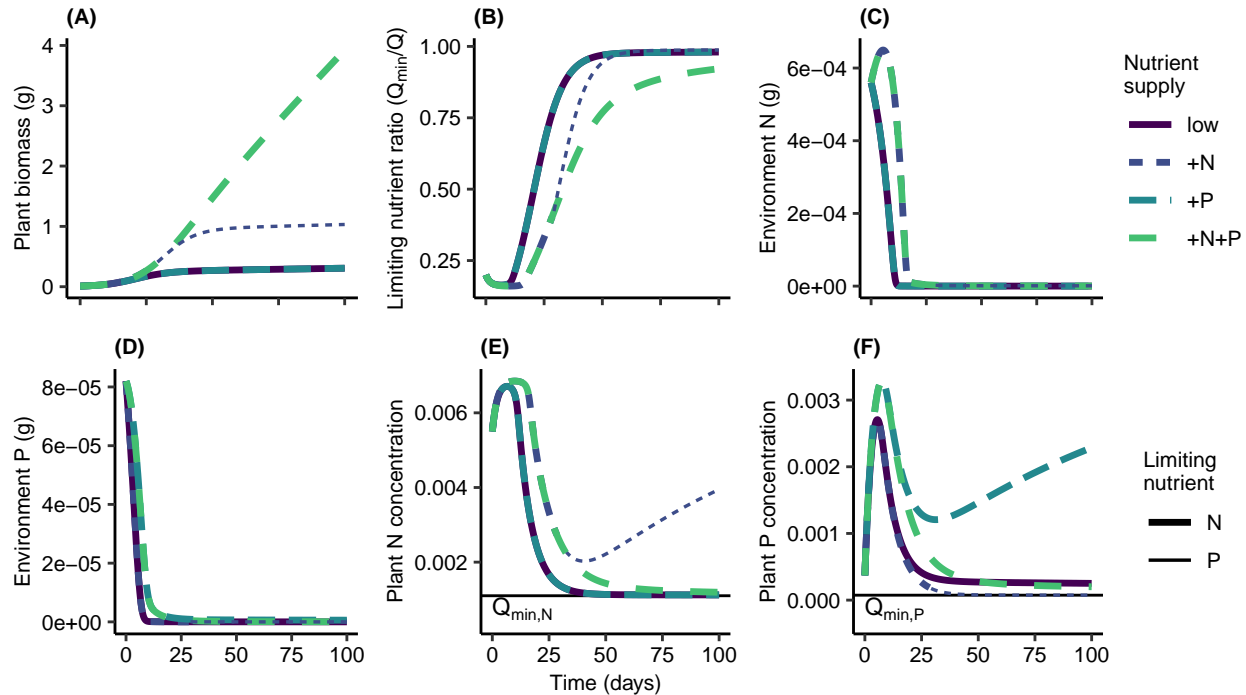 (A)
Plant biomass (g)
4
3
2
1
0
(B)
Limiting nutrient ratio (Qmin/Q)
1.00
0.75
0.50
0.25
(C)
Environment N (g)
6e−04
4e−04
2e−04
0e+00
Nutrient
supply
low
+N
+P
+N+P
(D)
Environment P (g)
8e−05
6e−05
4e−05
2e−05
0e+00
0 25 50 75 100
(E)
Plant N concentration
0.006
0.004
0.002
Qmin,N
0 25 50 75 100
Time (days)
(F)
Plant P concentration
0.003
0.002
0.001
0.000
Qmin,P
0 25 50 75 100
Limiting
nutrient
N
P